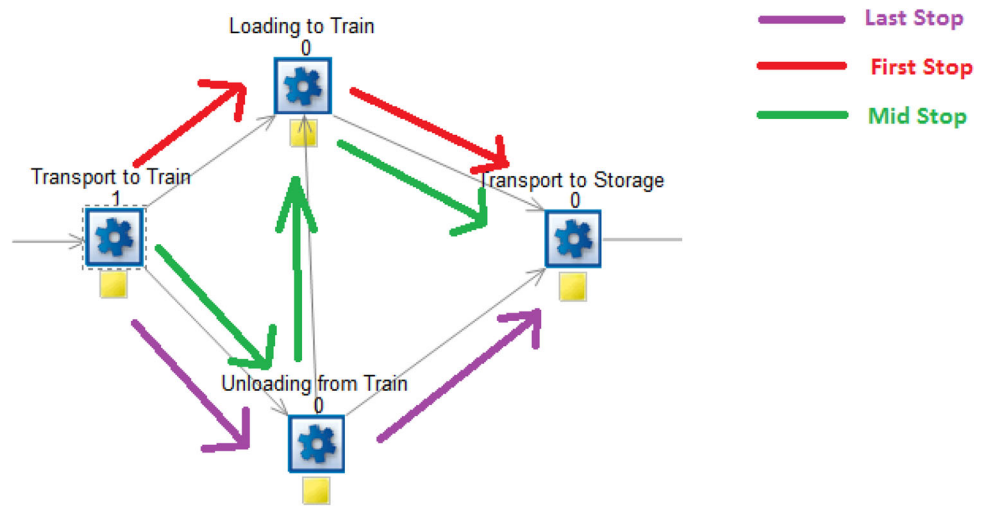 Loading to Train
0
Last Stop
First Stop
Mid Stop
Transport to Train
1
Transport to Storage
0
Unloading from Train
0